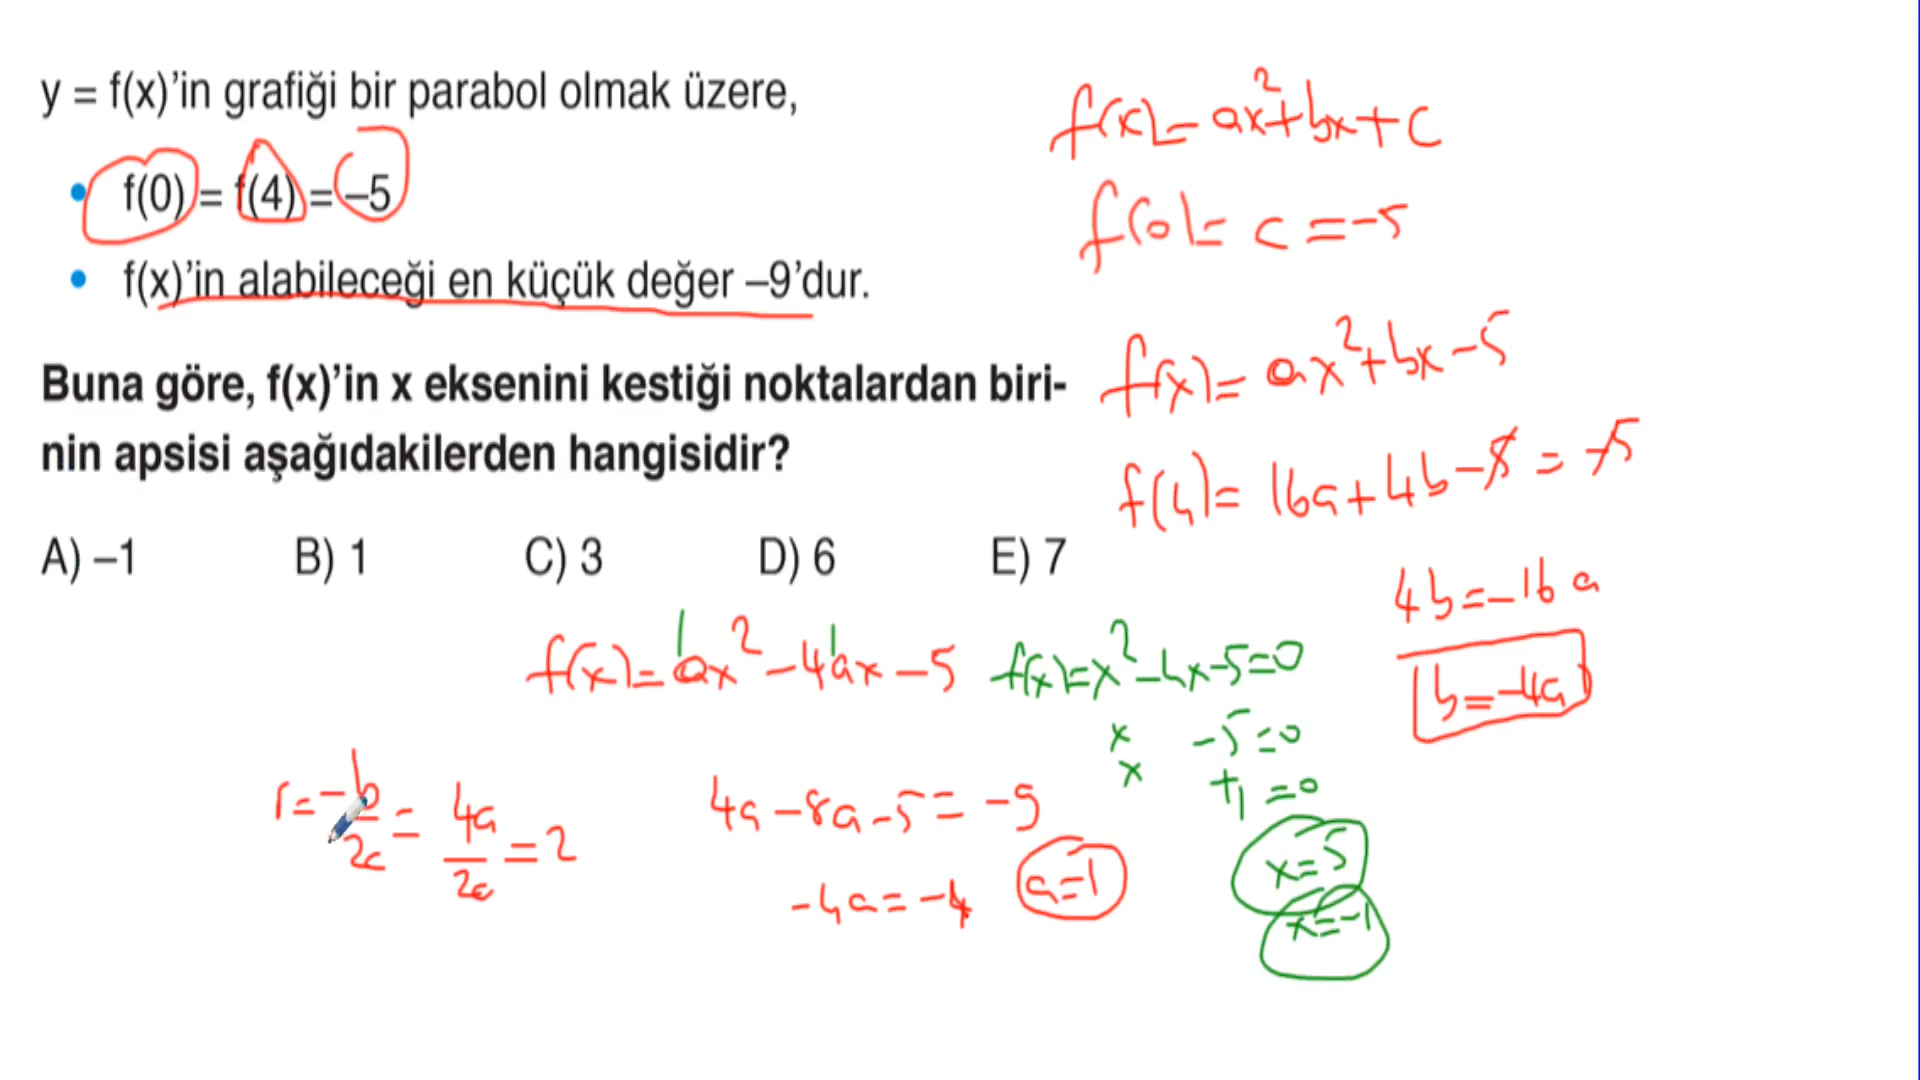 y = f(x)’in grafiği bir parabol olmak üzere,
• f(0) = f(4) = –5
• f(x)’in alabileceği en küçük değer –9’dur.
Buna göre, f(x)’in x eksenini kestiği noktalardan biri-
nin apsisi aşağıdakilerden hangisidir?
A) –1 B) 1 C) 3 D) 6 E) 7
f(x)=ax²+bx+c
f(0)= c =-5
f(x)= ax²+bx-5
f(4)= 16a+4b-5 = -5
4b=-16a
b=-4a
f(x)= ax²-4ax-5
1 1
f(x)=x²-4x-5=0
x -5=0
x +1=0
x=5
x=-1
r=-b/2a = 4a/2a = 2
4a-8a-5=-9
-4a=-4
a=1